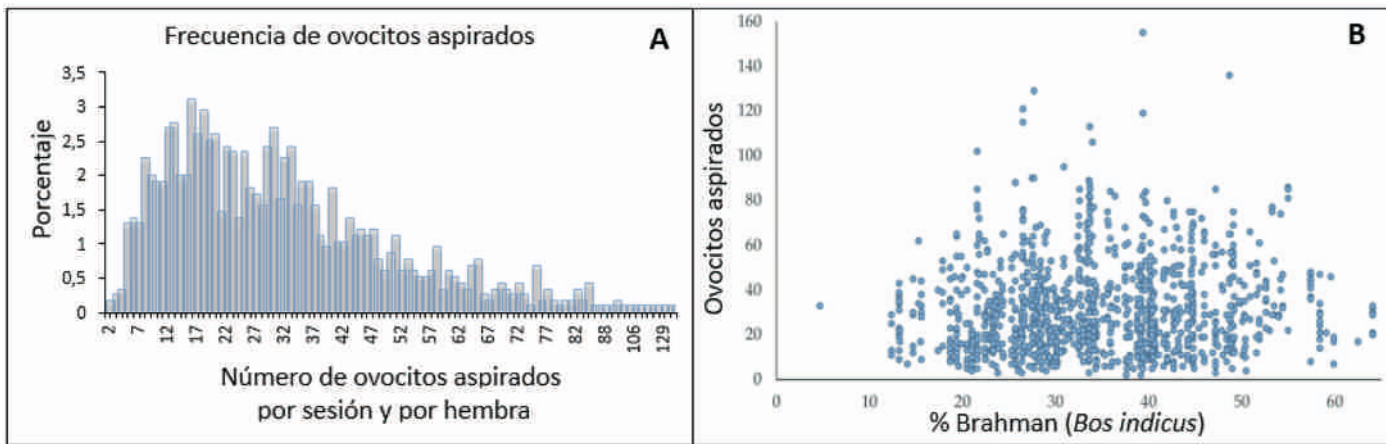 Frecuencia de ovocitos aspirados
A
Porcentaje
3,5
3
2,5
2
1,5
1
0,5
0
2 7 12 17 22 27 32 37 42 47 52 57 62 67 72 77 82 88 106 129
Número de ovocitos aspirados
por sesión y por hembra
B
Ovocitos aspirados
160
140
120
100
80
60
40
20
0
0 10 20 30 40 50 60
% Brahman (Bos indicus)